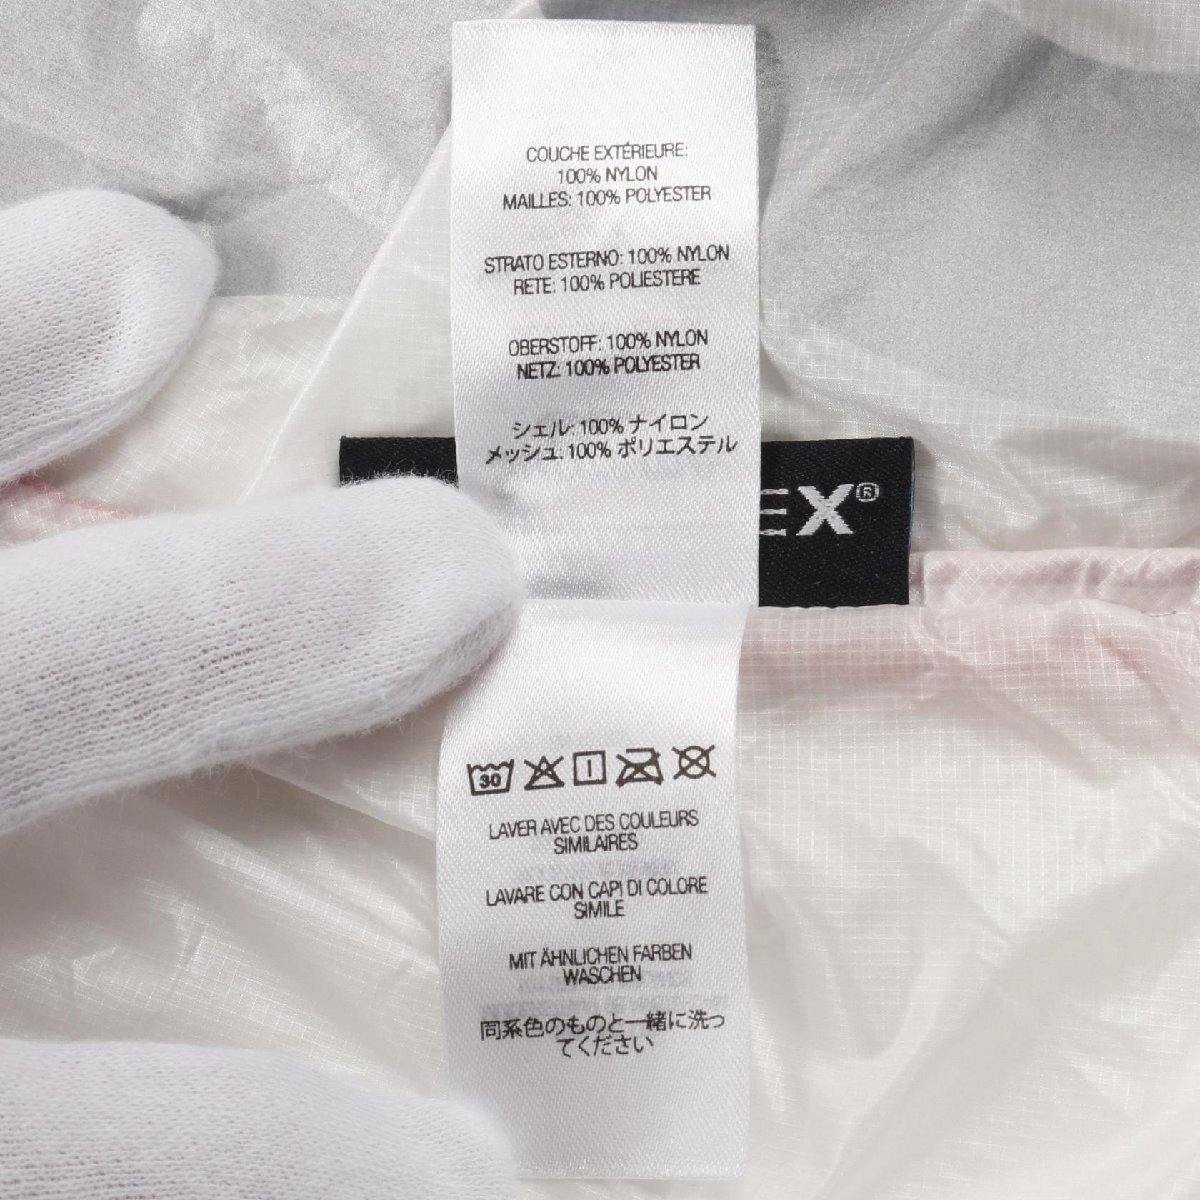 COUCHE EXTÉRIEURE:
100% NYLON
MAILLES: 100% POLYESTER
STRATO ESTERNO: 100% NYLON
RETE: 100% POLIESTERE
OBERSTOFF: 100% NYLON
NETZ: 100% POLYESTER
シェル: 100% ナイロン
メッシュ: 100% ポリエステル
EX®
30
LAVER AVEC DES COULEURS
SIMILAIRES
LAVARE CON CAPI DI COLORE
SIMILE
MIT ÄHNLICHEN FARBEN
WASCHEN
同系色のものと一緒に洗っ
てください